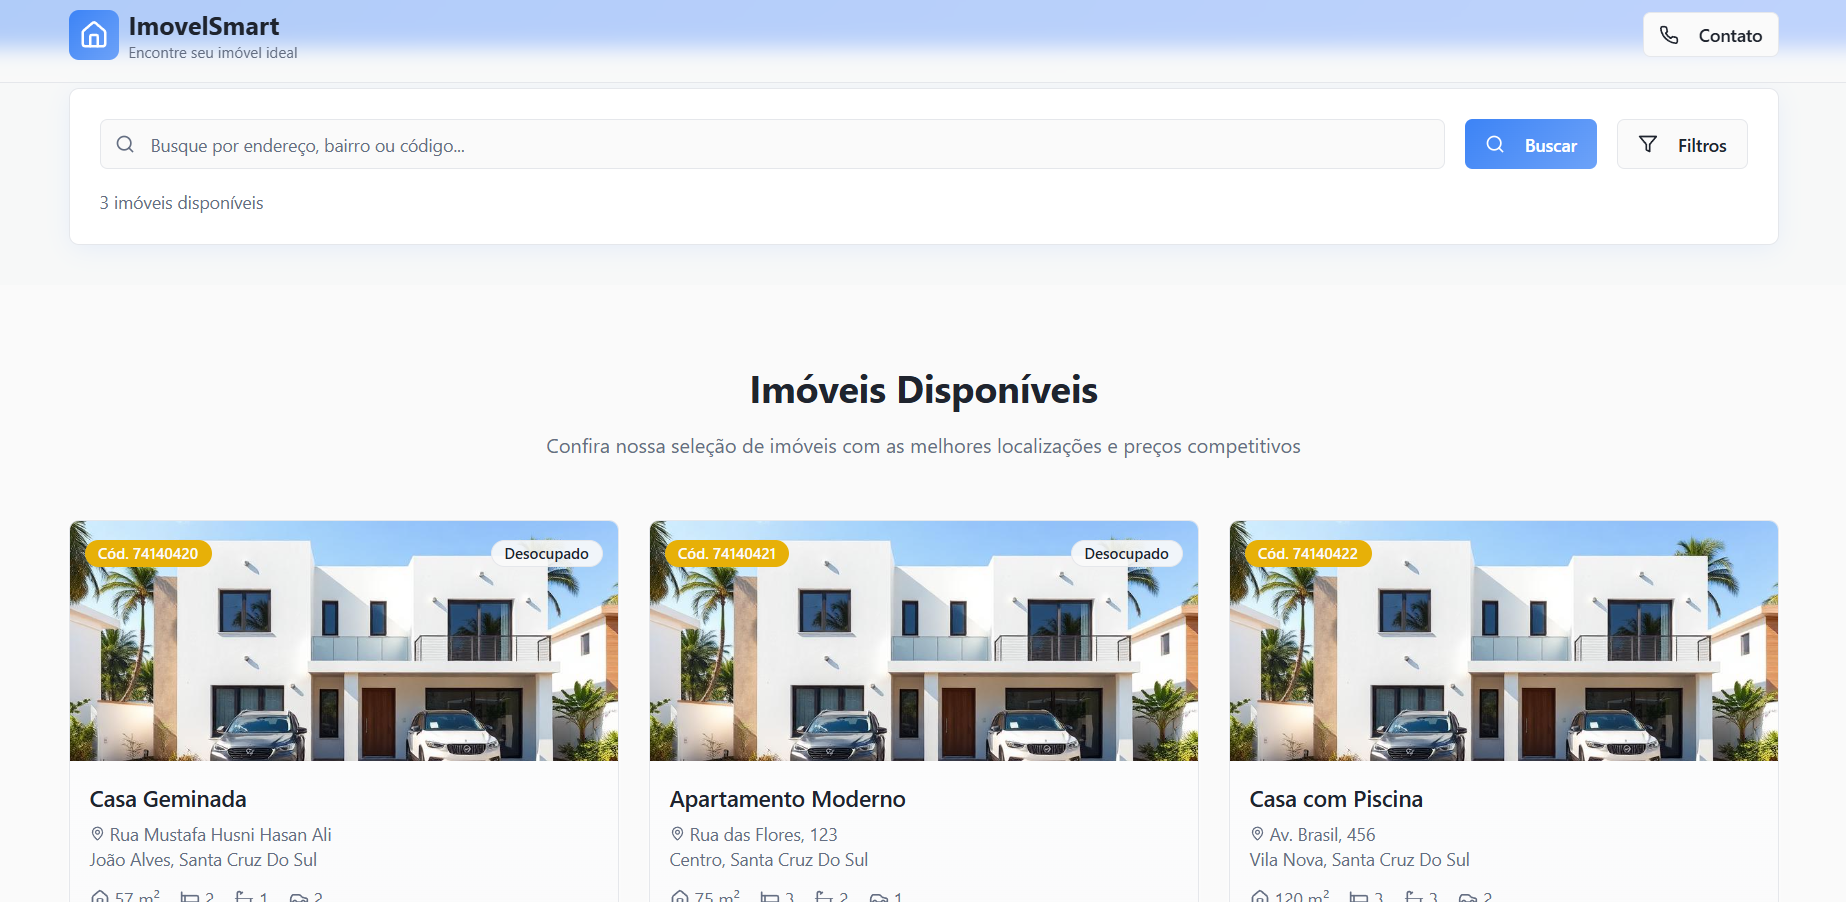 ImovelSmart
Encontre seu imóvel ideal
Contato
Busque por endereço, bairro ou código...
Buscar
Filtros
3 imóveis disponíveis
Imóveis Disponíveis
Confira nossa seleção de imóveis com as melhores localizações e preços competitivos
Cód. 74140420
Desocupado
Cód. 74140421
Desocupado
Cód. 74140422
Casa Geminada
Rua Mustafa Husni Hasan Ali
João Alves, Santa Cruz Do Sul
57 m² 2 1 2
Apartamento Moderno
Rua das Flores, 123
Centro, Santa Cruz Do Sul
75 m² 3 2 1
Casa com Piscina
Av. Brasil, 456
Vila Nova, Santa Cruz Do Sul
120 m² 3 3 2